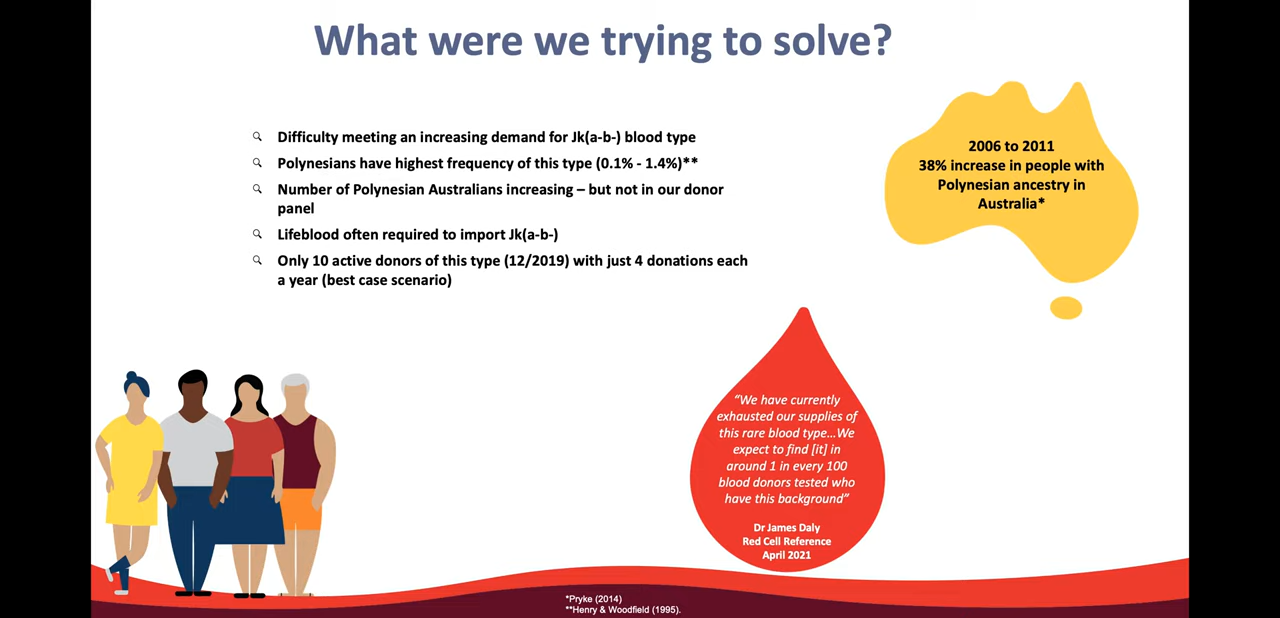 What were we trying to solve?
Difficulty meeting an increasing demand for Jk(a-b-) blood type
Polynesians have highest frequency of this type (0.1% - 1.4%)**
Number of Polynesian Australians increasing – but not in our donor
panel
Lifeblood often required to import Jk(a-b-)
Only 10 active donors of this type (12/2019) with just 4 donations each
a year (best case scenario)
2006 to 2011
38% increase in people with
Polynesian ancestry in
Australia*
“We have currently
exhausted our supplies of
this rare blood type...We
expect to find [it] in
around 1 in every 100
blood donors tested who
have this background”
Dr James Daly
Red Cell Reference
April 2021
*Pryke (2014)
**Henry & Woodfield (1995).